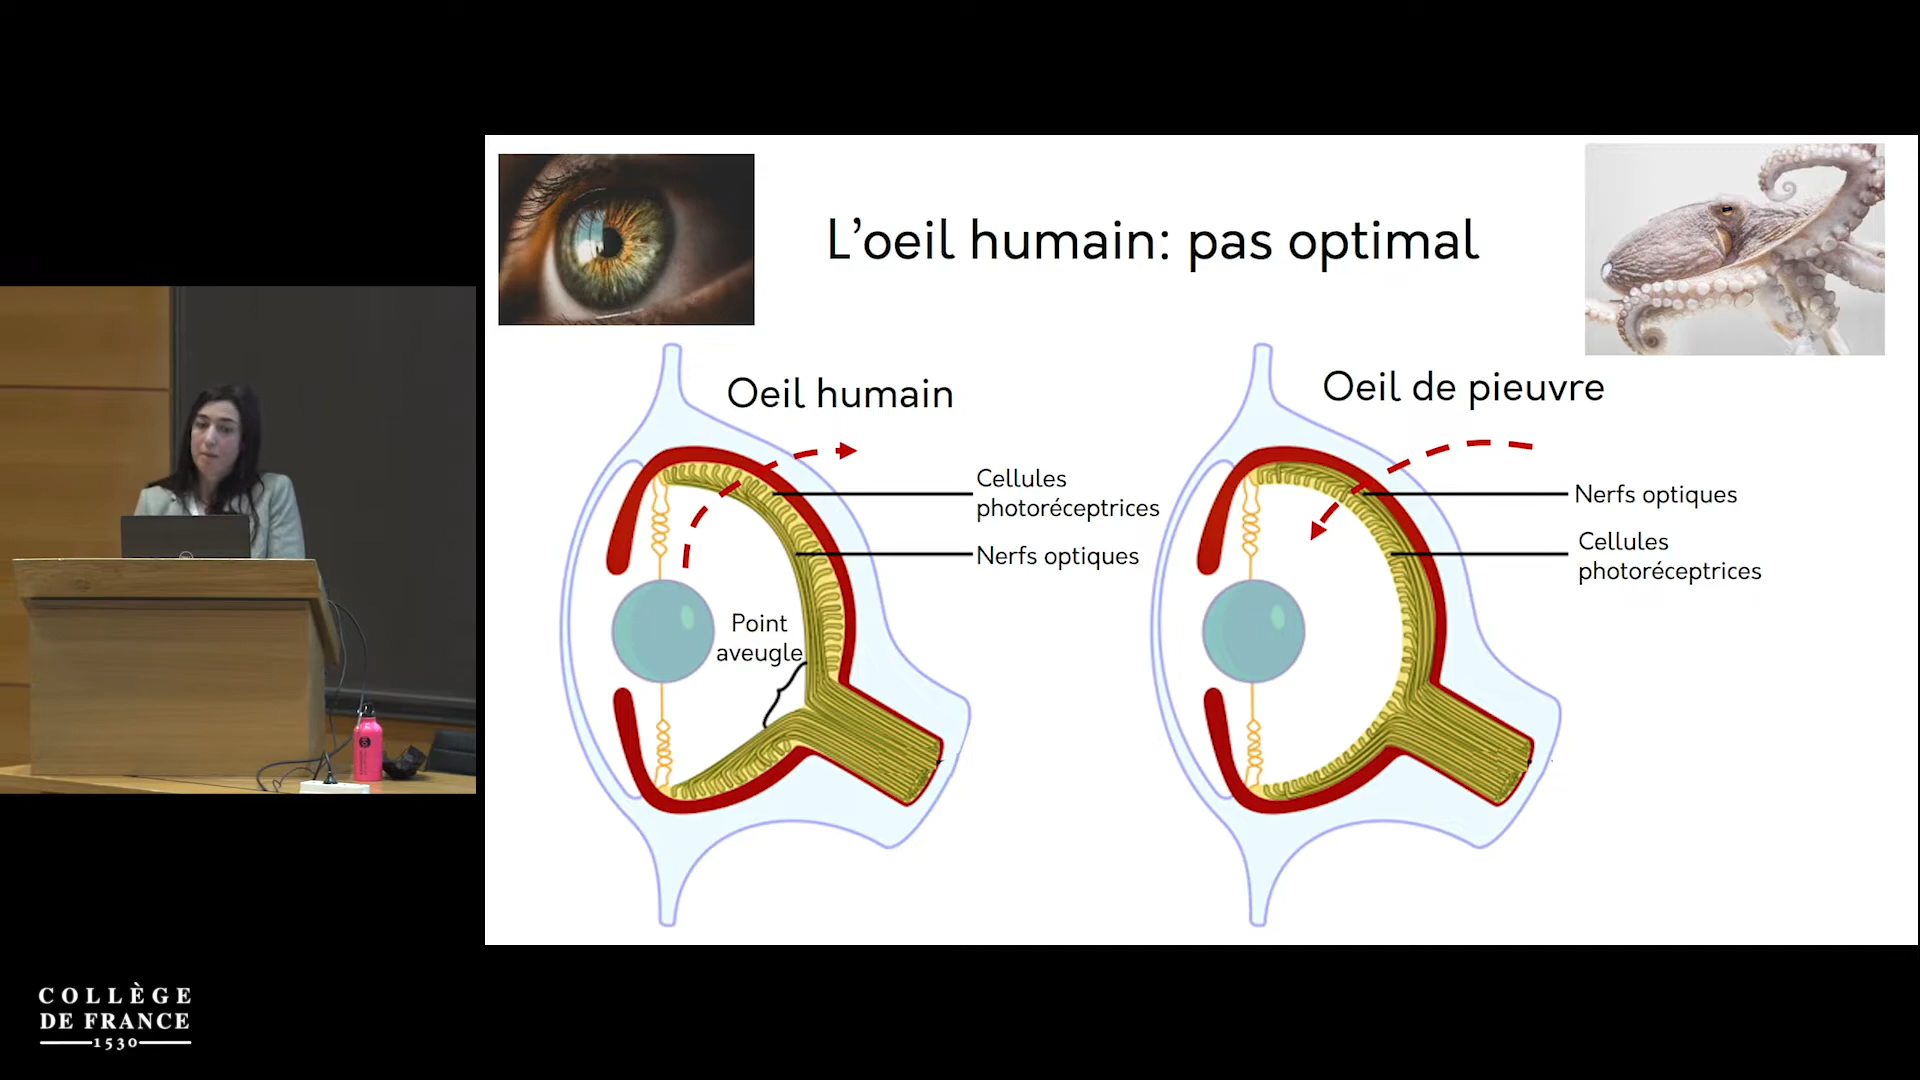 L'oeil humain: pas optimal
Oeil humain
Cellules
photoréceptrices
Nerfs optiques
Point
aveugle
Oeil de pieuvre
Nerfs optiques
Cellules
photoréceptrices
COLLÈGE
DE FRANCE
1530